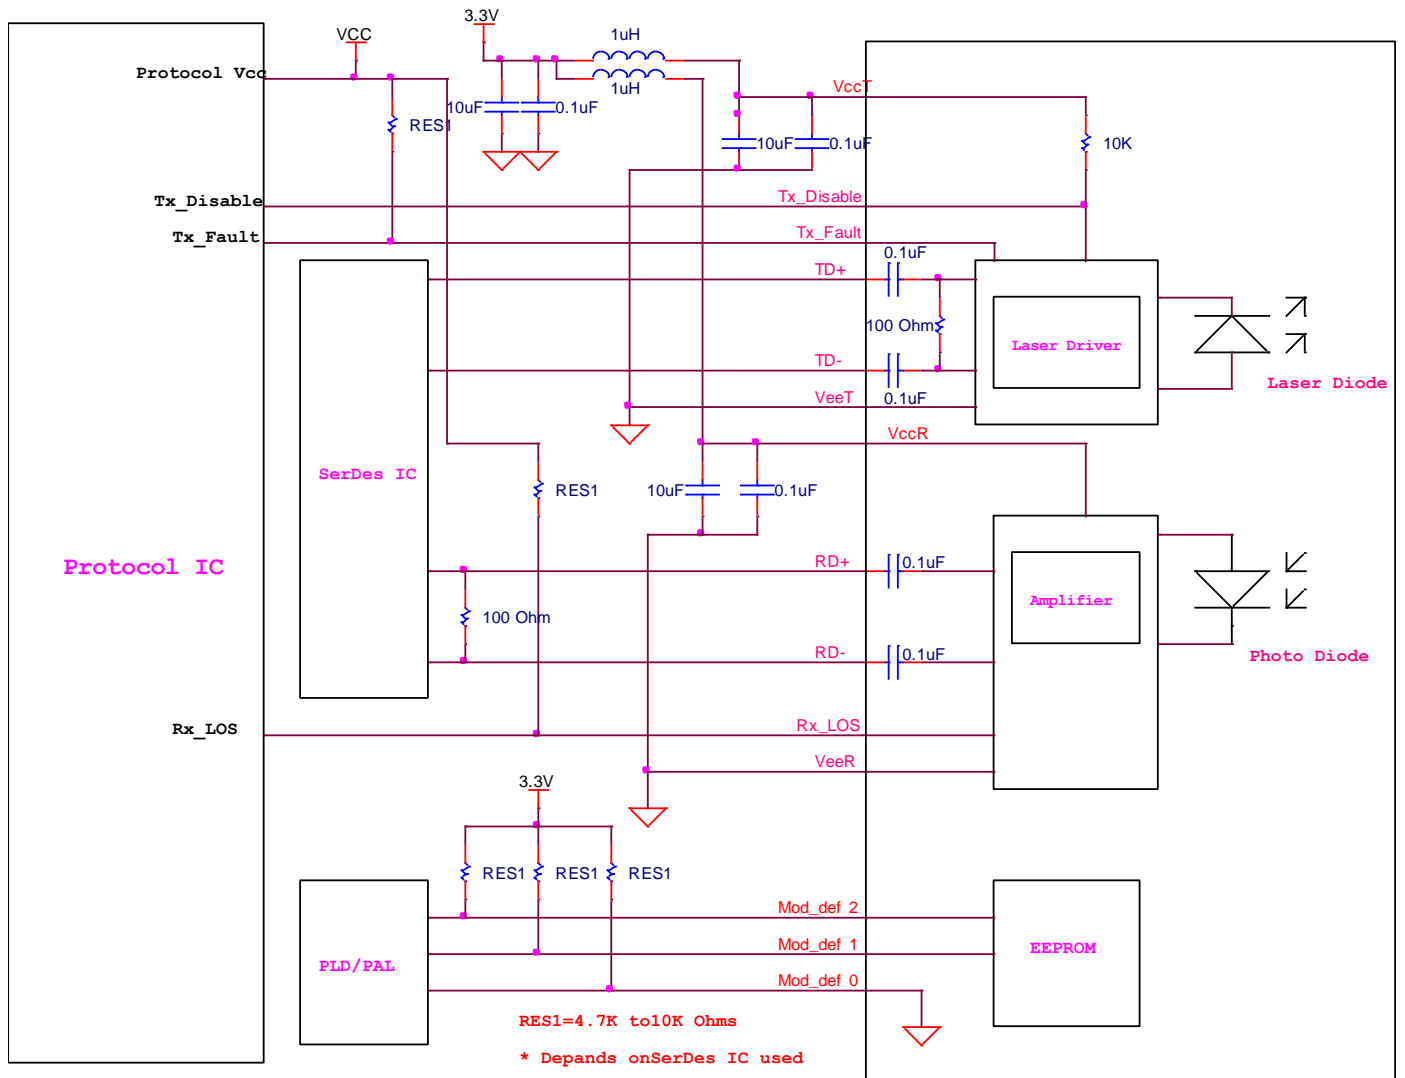 3.3V
VCC
1uH
Protocol Vcc
1uH
VccT
10uF
0.1uF
RES1
10uF
0.1uF
10K
Tx_Disable
Tx_Disable
Tx_Fault
Tx_Fault
0.1uF
TD+
100 Ohm
Laser Driver
TD-
Laser Diode
VeeT
0.1uF
VccR
SerDes IC
RES1
10uF
0.1uF
Protocol IC
RD+
0.1uF
Amplifier
100 Ohm
RD-
0.1uF
Photo Diode
Rx_LOS
Rx_LOS
VeeR
3.3V
RES1
RES1
RES1
Mod_def 2
Mod_def 1
EEPROM
PLD/PAL
Mod_def 0
RES1=4.7K to10K Ohms
* Depands onSerDes IC used